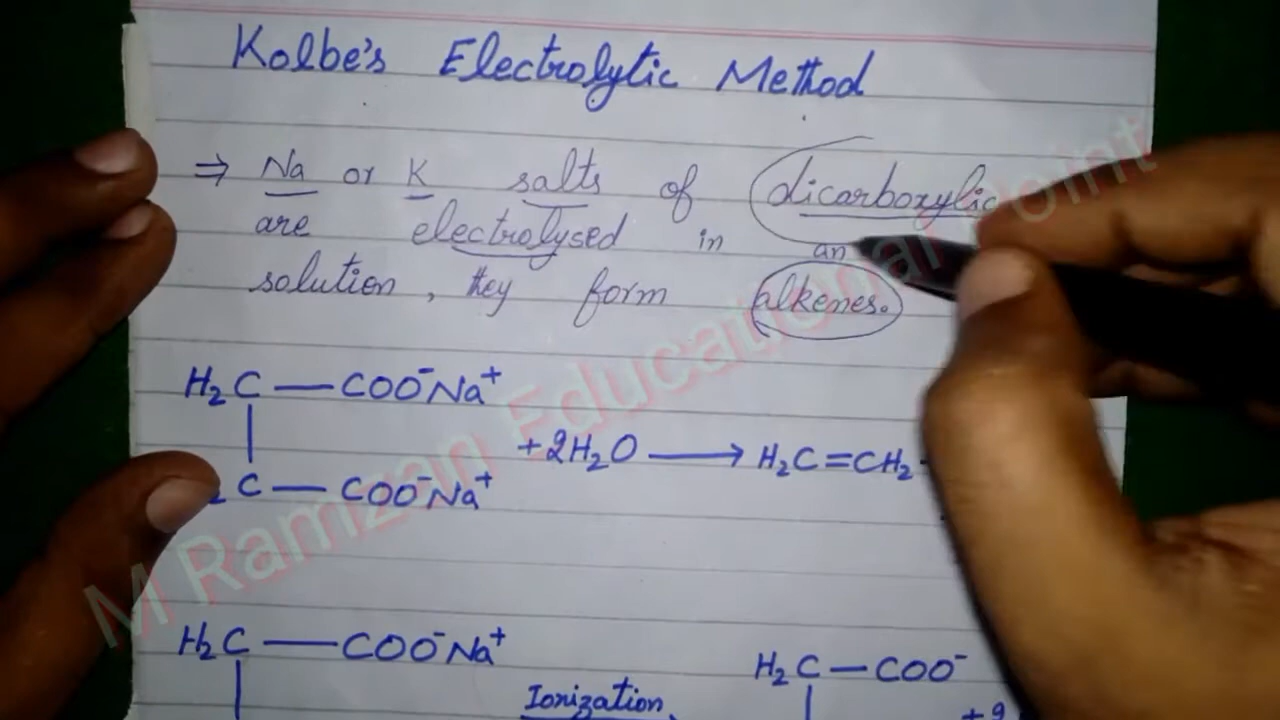 Kolbe's Electrolytic Method
⇒ Na or K salts of dicarboxylic
are electrolysed in an
solution, they form alkenes.
H₂C — COO⁻Na⁺
+ 2H₂O ⟶ H₂C=CH₂
C — COO⁻Na⁺
H₂C — COO⁻Na⁺
H₂C — COO⁻
Ionization
M Ramzan Educational Point